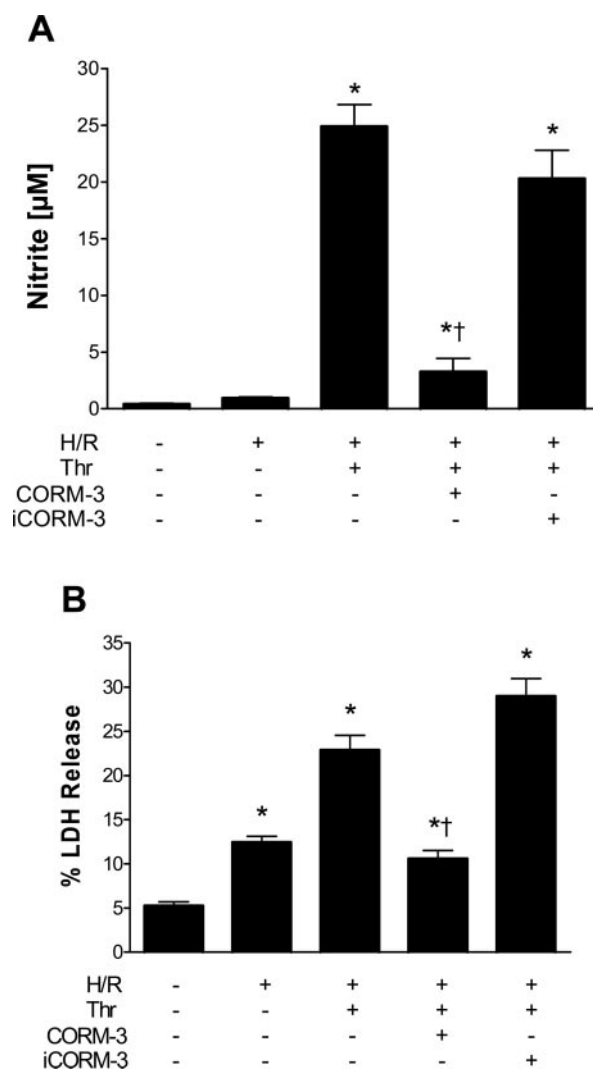 A
30
25
20
15
10
5
0
Nitrite [µM]
*
*† 
*
H/R - + + + +
Thr - - + + +
CORM-3 - - - + -
iCORM-3 - - - - +
B
35
30
25
20
15
10
5
0
% LDH Release
*
*
*†
*
H/R - + + + +
Thr - - + + +
CORM-3 - - - + -
iCORM-3 - - - - +